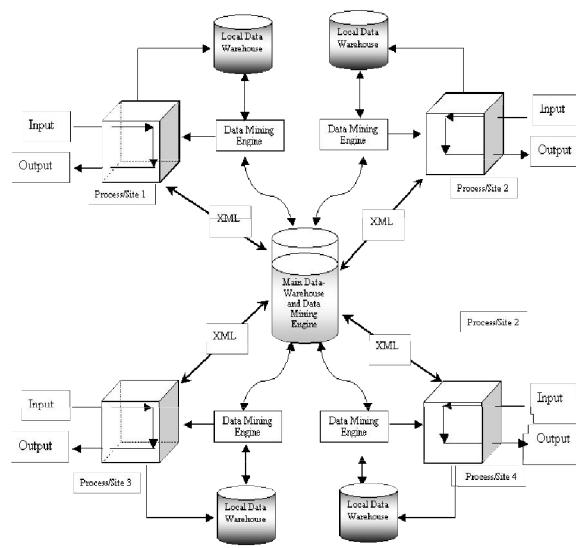 Local Data
Warehouse
Local Data
Warehouse
Input
Output
Data Mining
Engine
Data Mining
Engine
Input
Output
Process/Site 1
Process/Site 2
XML
XML
Main Data-
Warehouse
and Data
Mining
Engine
Process/Site 2
XML
XML
Input
Output
Data Mining
Engine
Data Mining
Engine
Input
Output
Process/Site 3
Process/Site 4
Local Data
Warehouse
Local Data
Warehouse